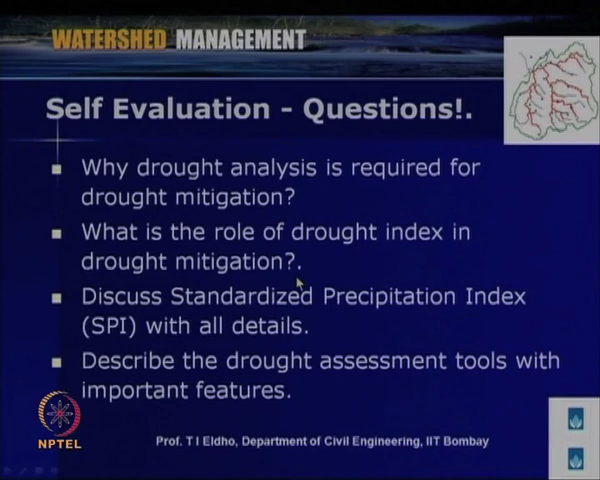 WATERSHED MANAGEMENT
Self Evaluation - Questions!.
Why drought analysis is required for
drought mitigation?
What is the role of drought index in
drought mitigation?.
Discuss Standardized Precipitation Index
(SPI) with all details.
Describe the drought assessment tools with
important features.
NPTEL
Prof. T I Eldho, Department of Civil Engineering, IIT Bombay